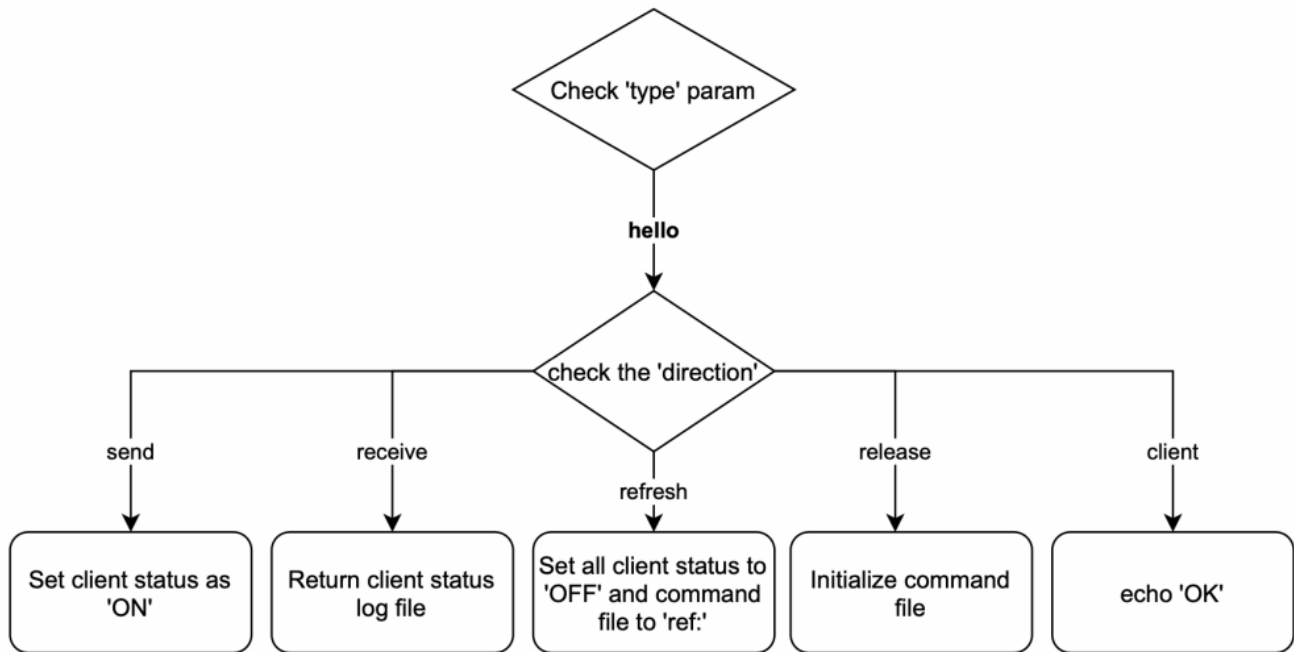 Check 'type' param
hello
check the 'direction'
send
receive
refresh
release
client
Set client status as
'ON'
Return client status
log file
Set all client status to
'OFF' and command
file to 'ref:'
Initialize command
file
echo 'OK'